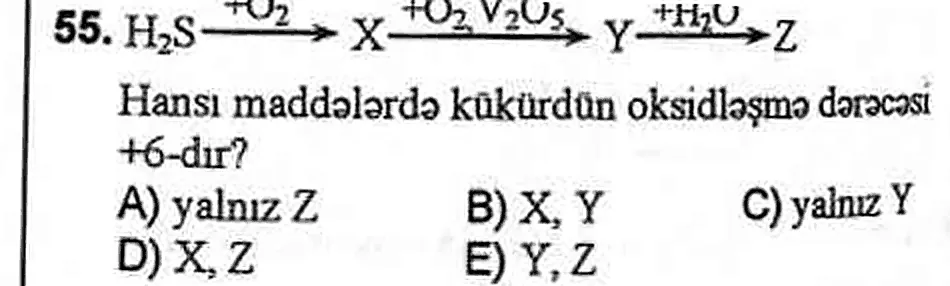 55. H₂S +O₂→ X +O₂, V₂O₅→ Y +H₂O→ Z
Hansı maddələrdə kükürdün oksidləşmə dərəcəsi
+6-dır?
A) yalnız Z B) X, Y C) yalnız Y
D) X, Z E) Y, Z